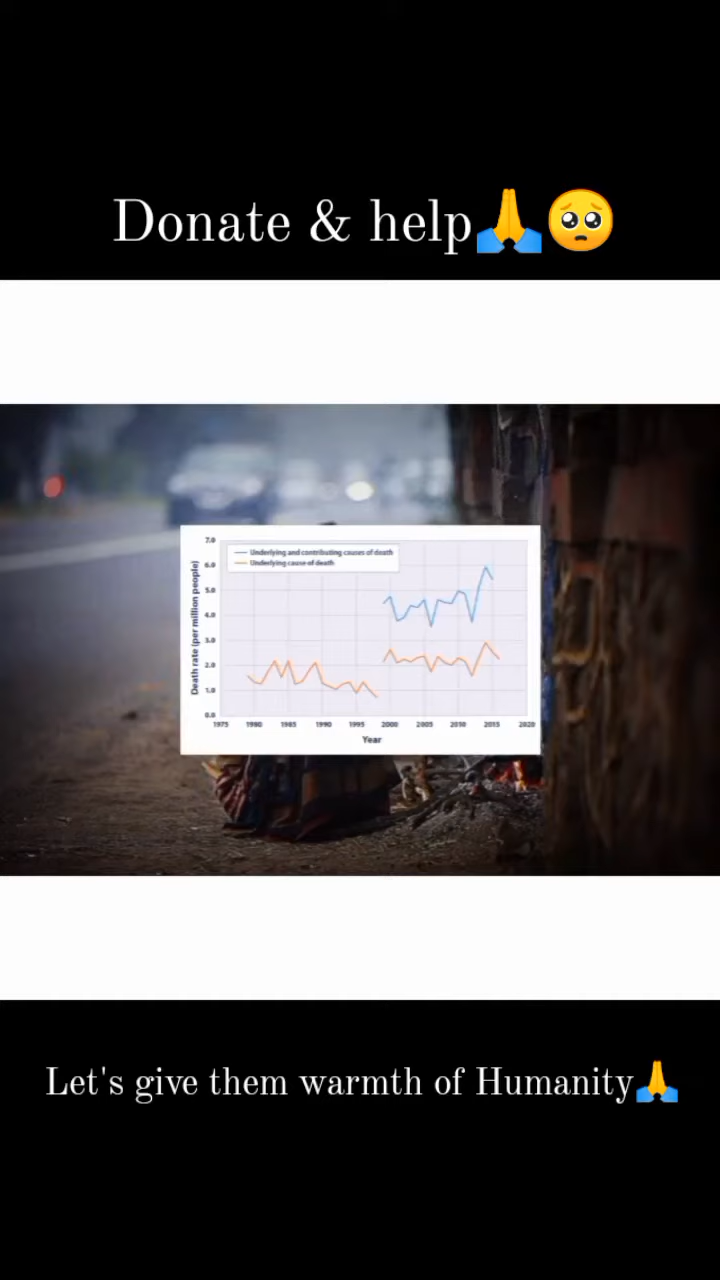 Donate & help🙏🥺
Underlying and contributing causes of death
Underlying cause of death
Death rate (per million people)
7.0
6.0
5.0
4.0
3.0
2.0
1.0
0.0
1975 1980 1985 1990 1995 2000 2005 2010 2015 2020
Year
Let's give them warmth of Humanity🙏